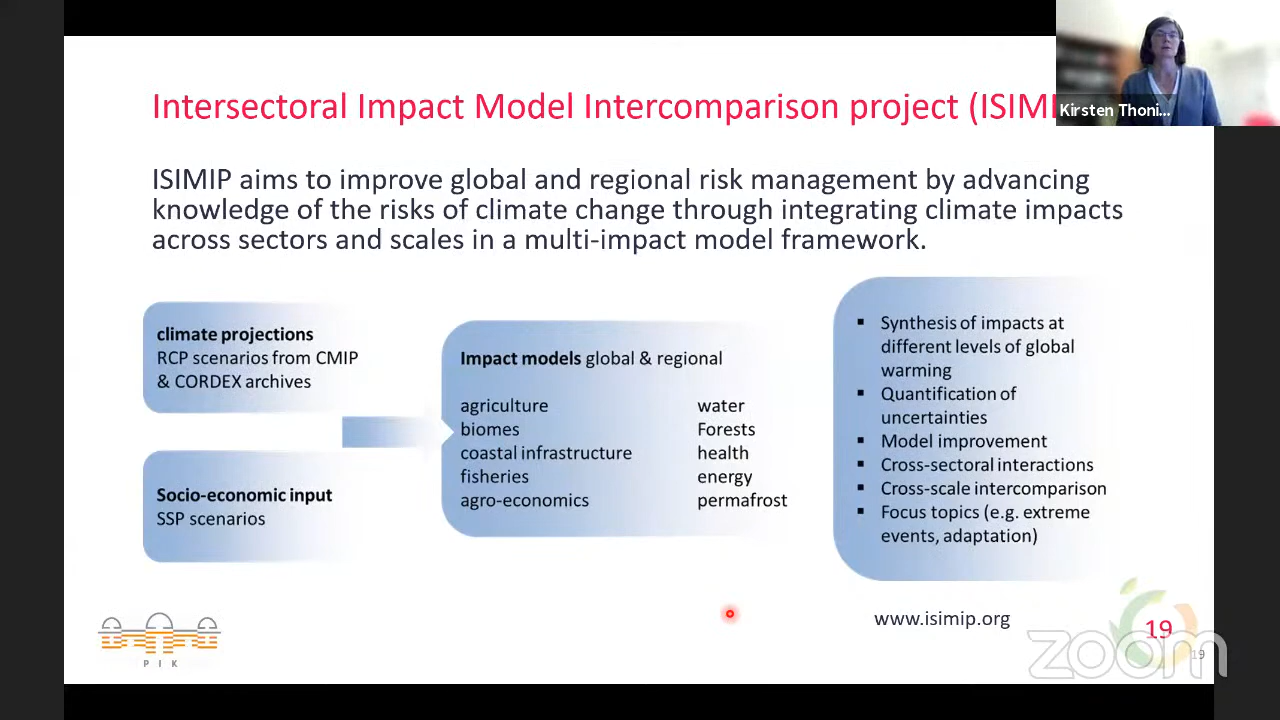 Intersectoral Impact Model Intercomparison project (ISIMI
Kirsten Thoni...
ISIMIP aims to improve global and regional risk management by advancing
knowledge of the risks of climate change through integrating climate impacts
across sectors and scales in a multi-impact model framework.
climate projections
RCP scenarios from CMIP
& CORDEX archives
Socio-economic input
SSP scenarios
Impact models global & regional
agriculture
biomes
coastal infrastructure
fisheries
agro-economics
water
Forests
health
energy
permafrost
▪ Synthesis of impacts at
different levels of global
warming
▪ Quantification of
uncertainties
▪ Model improvement
▪ Cross-sectoral interactions
▪ Cross-scale intercomparison
▪ Focus topics (e.g. extreme
events, adaptation)
PIK
www.isimip.org
19
zoom
19